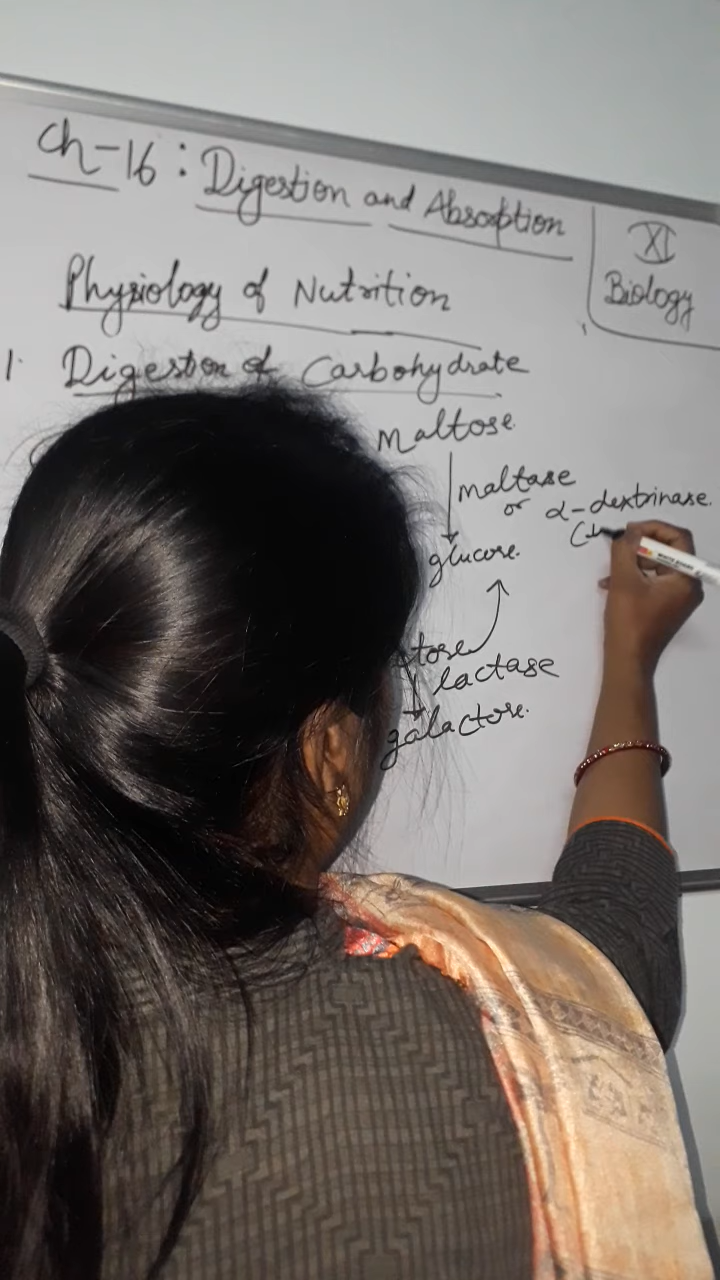 Ch-16: Digestion and Absorption
XI
Biology
Physiology of Nutrition
1. Digestion of Carbohydrate
Maltose
maltase
or α-dextrinase.
glucose.
lactase
galactose.